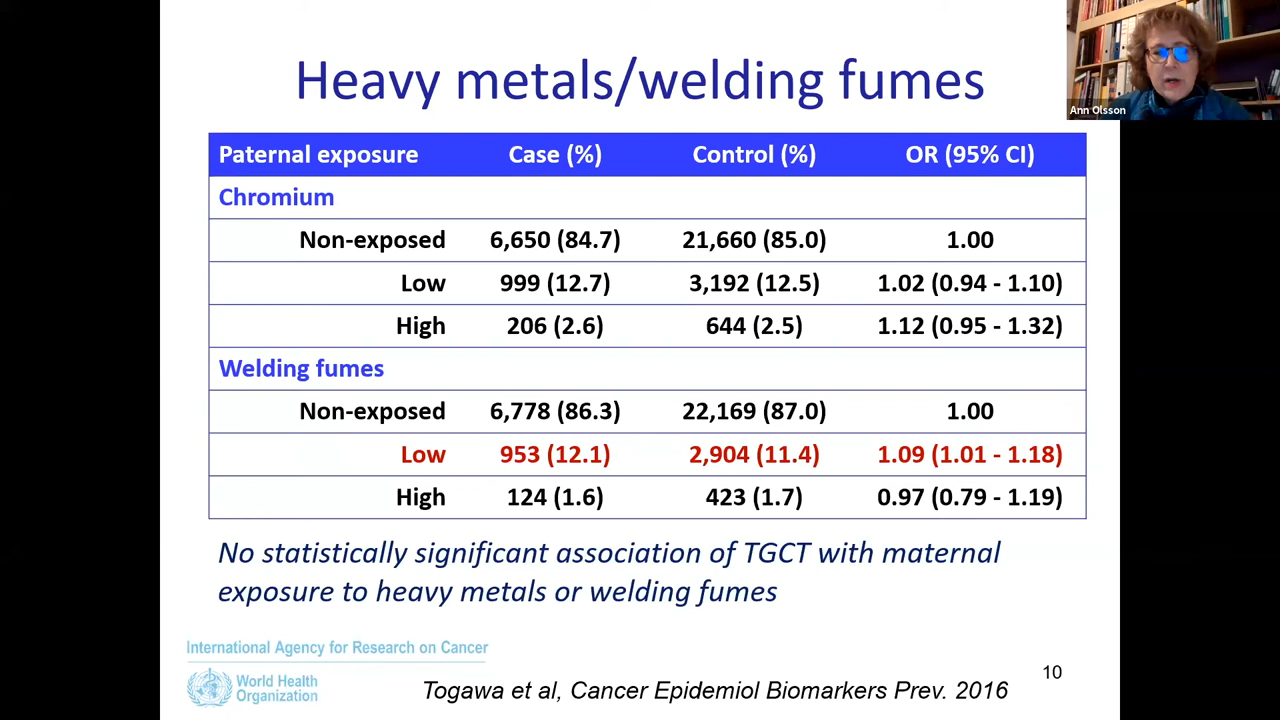 Heavy metals/welding fumes
Ann Olsson
Paternal exposure Case (%) Control (%) OR (95% CI)
Chromium
Non-exposed 6,650 (84.7) 21,660 (85.0) 1.00
Low 999 (12.7) 3,192 (12.5) 1.02 (0.94 - 1.10)
High 206 (2.6) 644 (2.5) 1.12 (0.95 - 1.32)
Welding fumes
Non-exposed 6,778 (86.3) 22,169 (87.0) 1.00
Low 953 (12.1) 2,904 (11.4) 1.09 (1.01 - 1.18)
High 124 (1.6) 423 (1.7) 0.97 (0.79 - 1.19)
No statistically significant association of TGCT with maternal
exposure to heavy metals or welding fumes
International Agency for Research on Cancer
World Health
Organization
Togawa et al, Cancer Epidemiol Biomarkers Prev. 2016
10